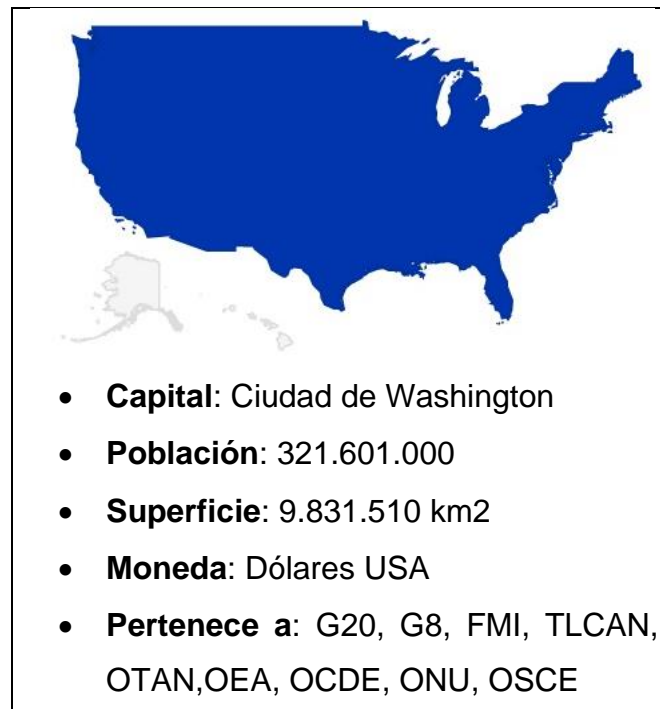 • Capital: Ciudad de Washington
• Población: 321.601.000
• Superficie: 9.831.510 km2
• Moneda: Dólares USA
• Pertenece a: G20, G8, FMI, TLCAN,
OTAN,OEA, OCDE, ONU, OSCE